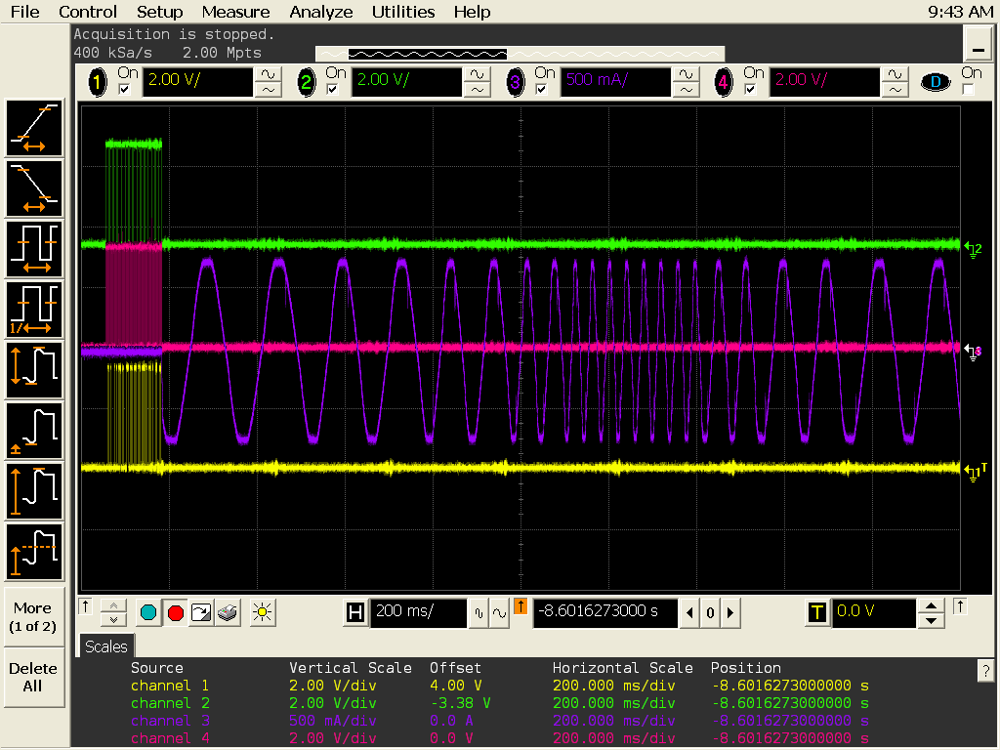 File Control Setup Measure Analyze Utilities Help 9:43 AM
Acquisition is stopped.
400 kSa/s 2.00 Mpts
1 On 2.00 V/ 2 On 2.00 V/ 3 On 500 mA/ 4 On 2.00 V/ D On
2
3
1 T
1/
More
(1 of 2)
Delete
All
H 200 ms/ -8.6016273000 s 0 T 0.0 V
Scales
?
Source Vertical Scale Offset Horizontal Scale Position
channel 1 2.00 V/div 4.00 V 200.000 ms/div -8.6016273000000 s
channel 2 2.00 V/div -3.38 V 200.000 ms/div -8.6016273000000 s
channel 3 500 mA/div 0.0 A 200.000 ms/div -8.6016273000000 s
channel 4 2.00 V/div 0.0 V 200.000 ms/div -8.6016273000000 s